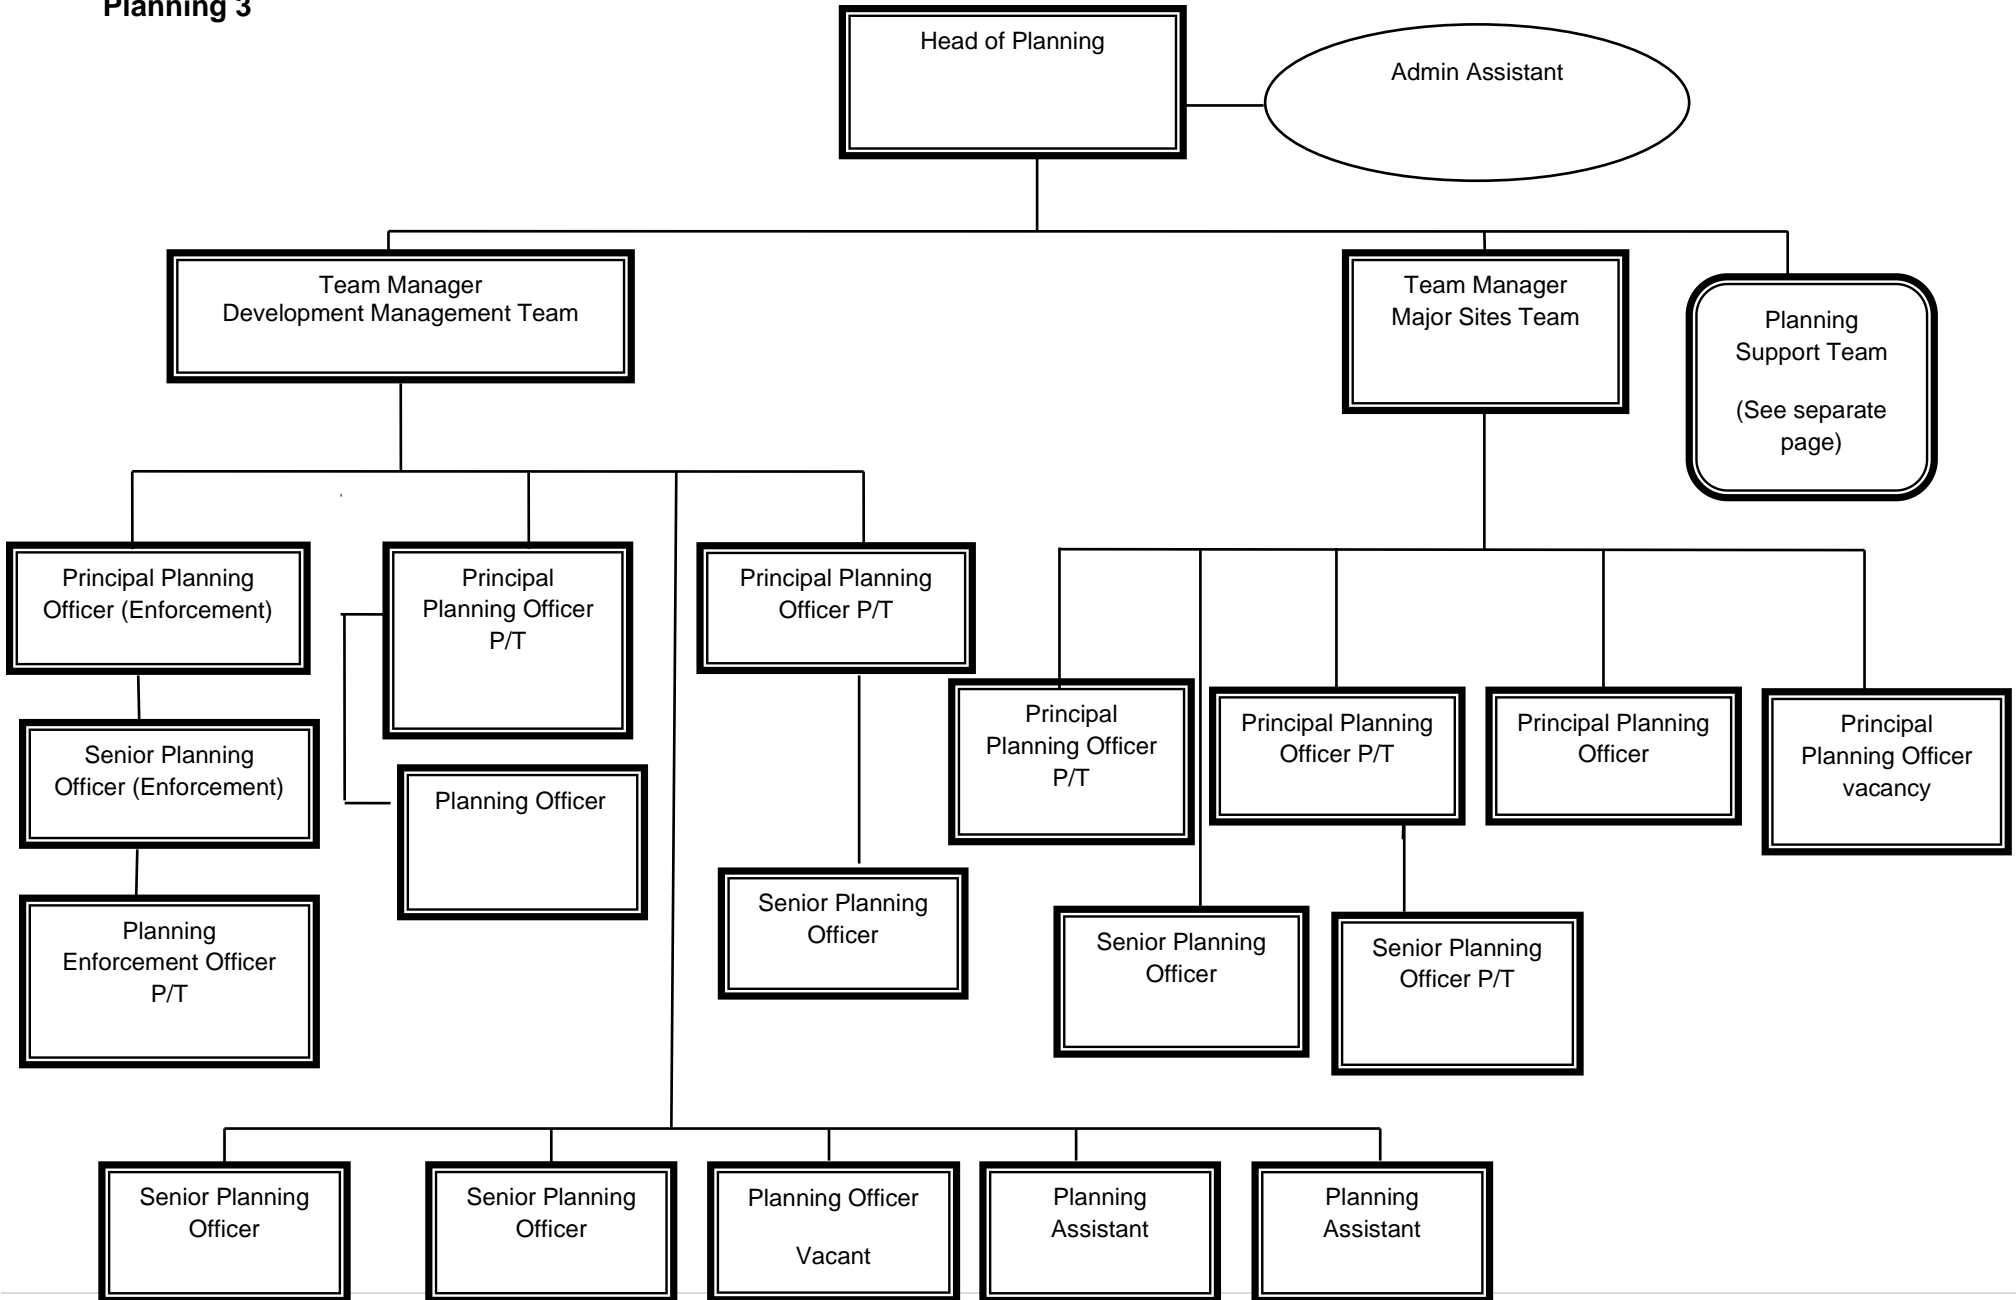 Planning 3
Head of Planning
Admin Assistant
Team Manager
Development Management Team
Team Manager
Major Sites Team
Planning
Support Team
(See separate
page)
Principal Planning
Officer (Enforcement)
Principal
Planning Officer
P/T
Principal Planning
Officer P/T
Principal
Planning Officer
P/T
Principal Planning
Officer P/T
Principal Planning
Officer
Principal
Planning Officer
vacancy
Senior Planning
Officer (Enforcement)
Planning Officer
Senior Planning
Officer
Senior Planning
Officer
Senior Planning
Officer P/T
Planning
Enforcement Officer
P/T
Senior Planning
Officer
Senior Planning
Officer
Planning Officer
Vacant
Planning
Assistant
Planning
Assistant